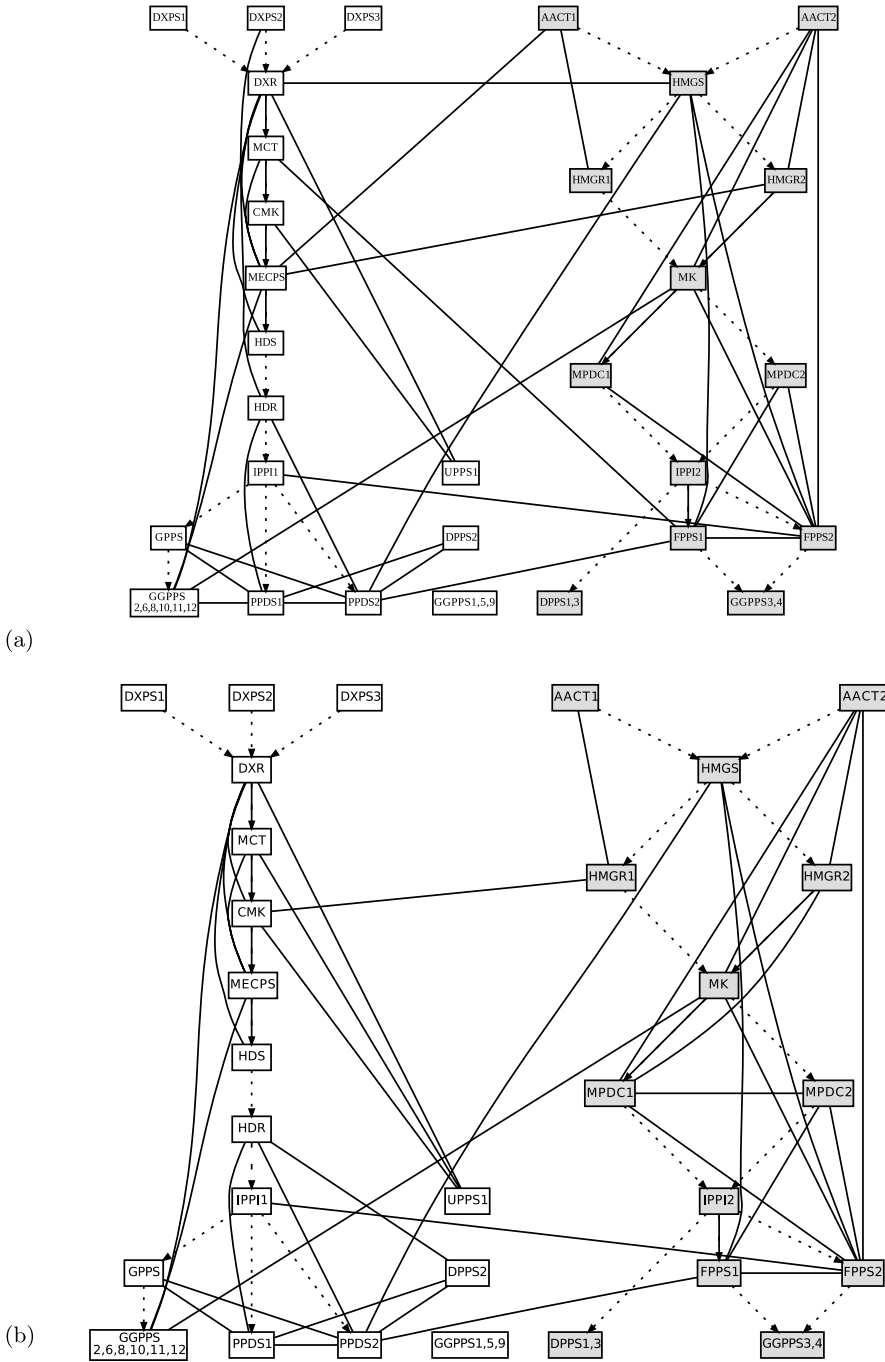 DXPS1 DXPS2 DXPS3 AACT1 AACT2
DXR HMGS
MCT
HMGR1 HMGR2
CMK
MECPS MK
HDS
MPDC1 MPDC2
HDR
IPPI1 UPPS1 IPPI2
GPPS DPPS2 FPPS1 FPPS2
GGPPS
2,6,8,10,11,12 PPDS1 PPDS2 GGPPS1,5,9 DPPS1,3 GGPPS3,4
(a)
DXPS1 DXPS2 DXPS3 AACT1 AACT2
DXR HMGS
MCT
HMGR1 HMGR2
CMK
MECPS MK
HDS
MPDC1 MPDC2
HDR
IPPI1 UPPS1 IPPI2
GPPS DPPS2 FPPS1 FPPS2
(b)
GGPPS
2,6,8,10,11,12 PPDS1 PPDS2 GGPPS1,5,9 DPPS1,3 GGPPS3,4